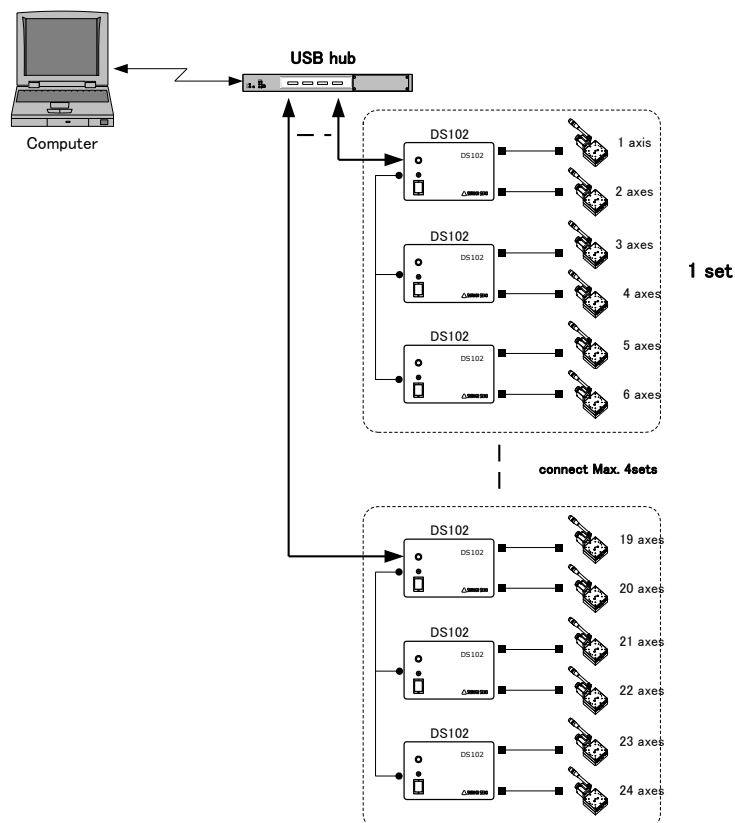 USB hub
Computer
DS102
DS102
1 axis
2 axes
DS102
DS102
3 axes
4 axes
1 set
DS102
DS102
5 axes
6 axes
connect Max. 4sets
DS102
DS102
19 axes
20 axes
DS102
DS102
21 axes
22 axes
DS102
DS102
23 axes
24 axes